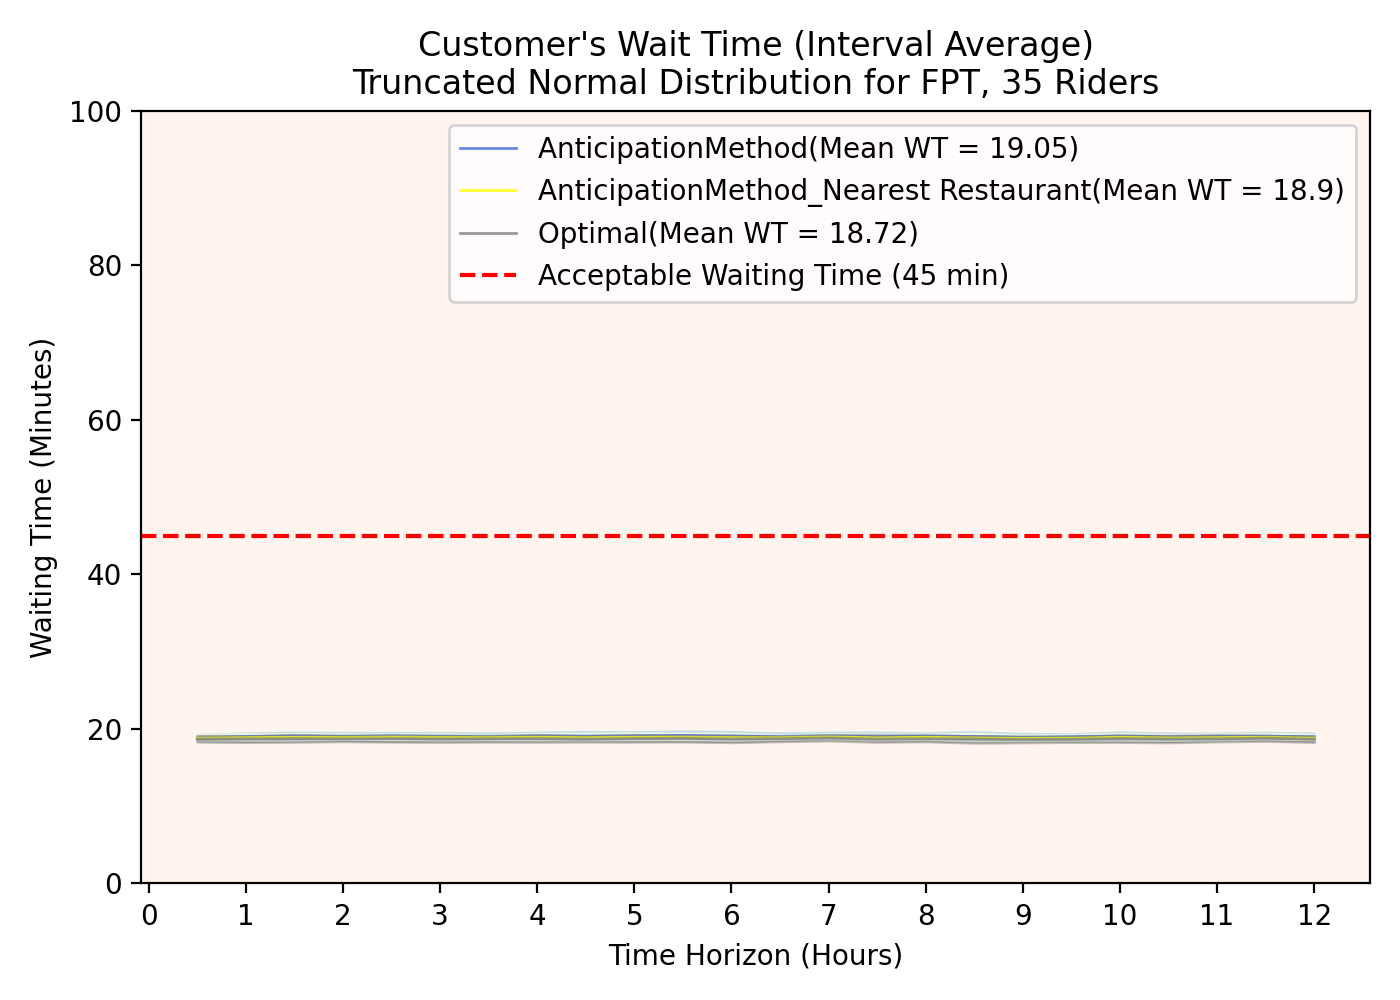 Customer's Wait Time (Interval Average)
Truncated Normal Distribution for FPT, 35 Riders
100
80
60
40
20
0
Waiting Time (Minutes)
AnticipationMethod(Mean WT = 19.05)
AnticipationMethod_Nearest Restaurant(Mean WT = 18.9)
Optimal(Mean WT = 18.72)
Acceptable Waiting Time (45 min)
0 1 2 3 4 5 6 7 8 9 10 11 12
Time Horizon (Hours)